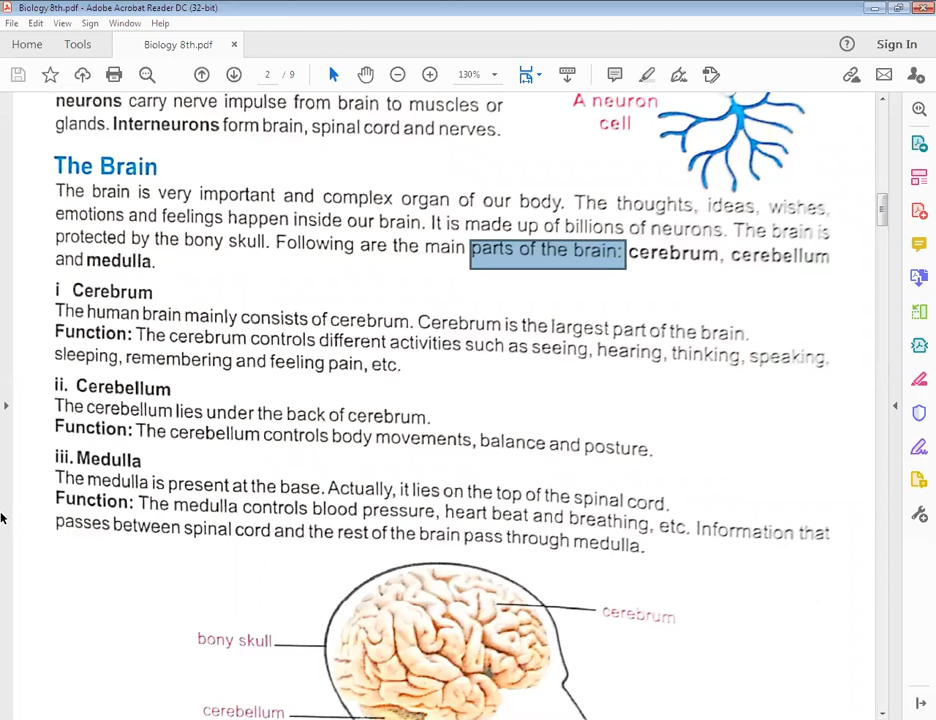 Biology 8th.pdf - Adobe Acrobat Reader DC (32-bit)
File Edit View Sign Window Help
Home Tools Biology 8th.pdf × Sign In
2 / 9 130%
neurons carry nerve impulse from brain to muscles or
glands. Interneurons form brain, spinal cord and nerves.
A neuron
cell
The Brain
The brain is very important and complex organ of our body. The thoughts, ideas, wishes,
emotions and feelings happen inside our brain. It is made up of billions of neurons. The brain is
protected by the bony skull. Following are the main parts of the brain: cerebrum, cerebellum
and medulla.
i Cerebrum
The human brain mainly consists of cerebrum. Cerebrum is the largest part of the brain.
Function: The cerebrum controls different activities such as seeing, hearing, thinking, speaking,
sleeping, remembering and feeling pain, etc.
ii. Cerebellum
The cerebellum lies under the back of cerebrum.
Function: The cerebellum controls body movements, balance and posture.
iii. Medulla
The medulla is present at the base. Actually, it lies on the top of the spinal cord.
Function: The medulla controls blood pressure, heart beat and breathing, etc. Information that
passes between spinal cord and the rest of the brain pass through medulla.
cerebrum
bony skull
cerebellum